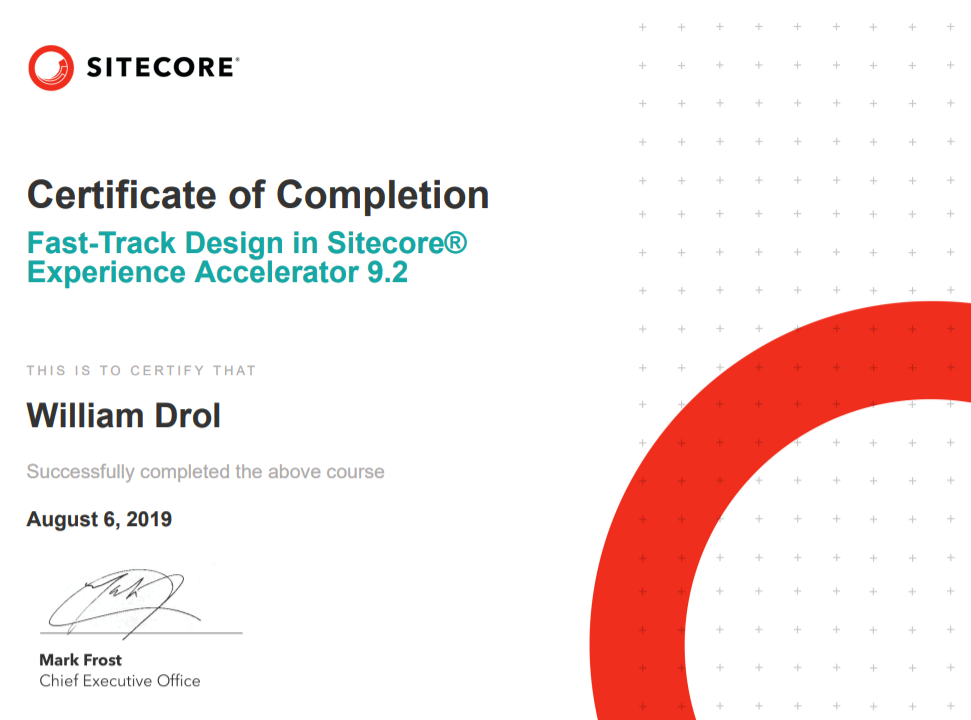 SITECORE®
Certificate of Completion
Fast-Track Design in Sitecore®
Experience Accelerator 9.2
THIS IS TO CERTIFY THAT
William Drol
Successfully completed the above course
August 6, 2019
Mark
Mark Frost
Chief Executive Office